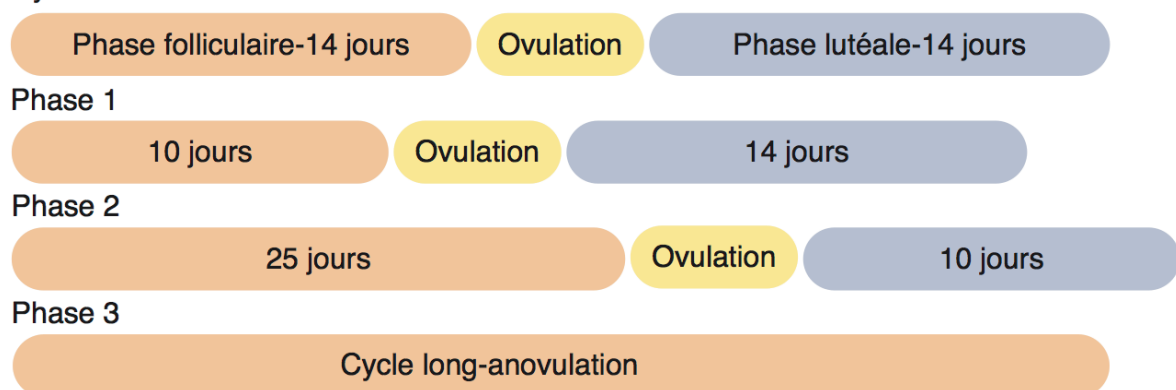 Phase folliculaire-14 jours Ovulation Phase lutéale-14 jours
Phase 1
10 jours Ovulation 14 jours
Phase 2
25 jours Ovulation 10 jours
Phase 3
Cycle long-anovulation